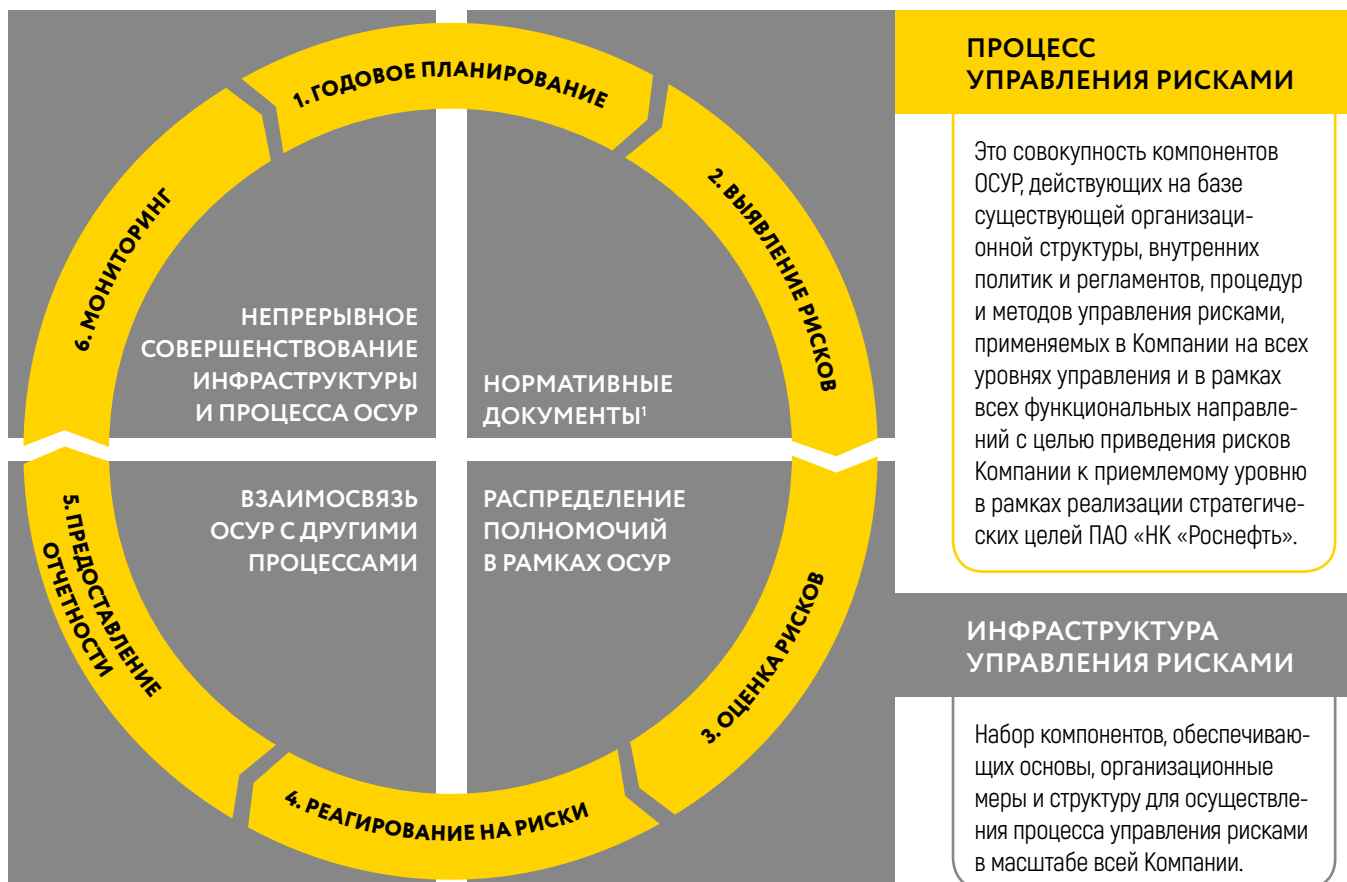 1. ГОДОВОЕ ПЛАНИРОВАНИЕ
2. ВЫЯВЛЕНИЕ РИСКОВ
3. ОЦЕНКА РИСКОВ
4. РЕАГИРОВАНИЕ НА РИСКИ
5. ПРЕДОСТАВЛЕНИЕ
ОТЧЕТНОСТИ
6. МОНИТОРИНГ
НЕПРЕРЫВНОЕ
СОВЕРШЕНСТВОВАНИЕ
ИНФРАСТРУКТУРЫ
И ПРОЦЕССА ОСУР
НОРМАТИВНЫЕ
ДОКУМЕНТЫ¹
ВЗАИМОСВЯЗЬ
ОСУР С ДРУГИМИ
ПРОЦЕССАМИ
РАСПРЕДЕЛЕНИЕ
ПОЛНОМОЧИЙ
В РАМКАХ ОСУР
ПРОЦЕСС
УПРАВЛЕНИЯ РИСКАМИ
Это совокупность компонентов
ОСУР, действующих на базе
существующей организаци-
онной структуры, внутренних
политик и регламентов, процедур
и методов управления рисками,
применяемых в Компании на всех
уровнях управления и в рамках
всех функциональных направле-
ний с целью приведения рисков
Компании к приемлемому уровню
в рамках реализации стратегиче-
ских целей ПАО «НК «Роснефть».
ИНФРАСТРУКТУРА
УПРАВЛЕНИЯ РИСКАМИ
Набор компонентов, обеспечиваю-
щих основы, организационные
меры и структуру для осуществле-
ния процесса управления рисками
в масштабе всей Компании.